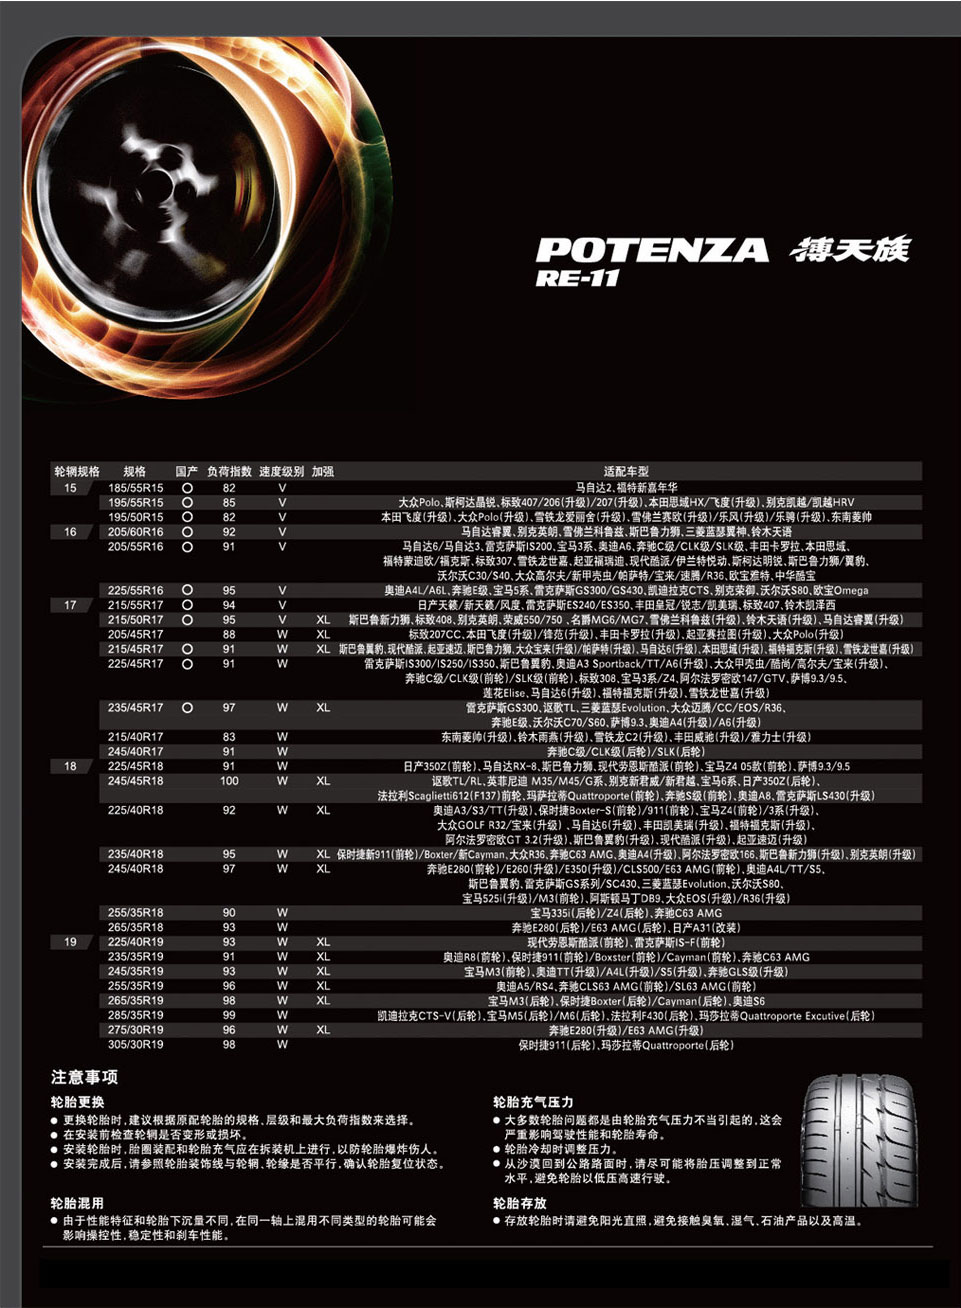 POTENZA 搏天族
RE-11
轮辋规格 规格 国产 负荷指数 速度级别 加强 适配车型
15 185/55R15 ○ 82 V 马自达2、福特新嘉年华
195/55R15 ○ 85 V 大众Polo、斯柯达晶锐、标致407/206(升级)/207(升级)、本田思域HX/飞度(升级)、别克凯越/凯越HRV
195/50R15 ○ 82 V 本田飞度(升级)、大众Polo(升级)、雪铁龙爱丽舍(升级)、雪佛兰赛欧(升级)/乐风(升级)/乐骋(升级)、东南菱帅
16 205/60R16 ○ 92 V 马自达睿翼、别克英朗、雪佛兰科鲁兹、斯巴鲁力狮、三菱蓝瑟翼神、铃木天语
205/55R16 ○ 91 V 马自达6/马自达3、雷克萨斯IS200、宝马3系、奥迪A6、奔驰C级/CLK级/SLK级、丰田卡罗拉、本田思域、
福特蒙迪欧/福克斯、标致307、雪铁龙世嘉、起亚福瑞迪、现代酷派/伊兰特悦动、斯柯达明锐、斯巴鲁力狮/翼豹、
沃尔沃C30/S40、大众高尔夫/新甲壳虫/帕萨特/宝来/速腾/R36、欧宝雅特、中华酷宝
225/55R16 ○ 95 V 奥迪A4L/A6L、奔驰E级、宝马5系、雷克萨斯GS300/GS430、凯迪拉克CTS、别克荣御、沃尔沃S80、欧宝Omega
17 215/55R17 ○ 94 V 日产天籁/新天籁/风度、雷克萨斯ES240/ES350、丰田皇冠/锐志/凯美瑞、标致407、铃木凯泽西
215/50R17 ○ 95 V XL 斯巴鲁新力狮、标致408、别克英朗、荣威550/750 、名爵MG6/MG7、雪佛兰科鲁兹(升级)、铃木天语(升级)、马自达睿翼(升级)
205/45R17 88 W XL 标致207CC、本田飞度(升级)/锋范(升级)、丰田卡罗拉(升级)、起亚赛拉图(升级)、大众Polo(升级)
215/45R17 ○ 91 W XL 斯巴鲁翼豹、现代酷派、起亚速迈、斯巴鲁力狮、大众宝来(升级)/帕萨特(升级)、马自达6(升级)、本田思域(升级)、福特福克斯(升级)、雪铁龙世嘉(升级)
225/45R17 ○ 91 W 雷克萨斯IS300/IS250/IS350、斯巴鲁翼豹、奥迪A3 Sportback/TT/A6(升级)、大众甲壳虫/酷尚/高尔夫/宝来(升级)、
奔驰C级/CLK级(前轮)/SLK级(前轮)、标致308、宝马3系/Z4、阿尔法罗密欧147/GTV、萨博9.3/9.5、
莲花Elise、马自达6(升级)、福特福克斯(升级)、雪铁龙世嘉(升级)
235/45R17 ○ 97 W XL 雷克萨斯GS300、讴歌TL、三菱蓝瑟Evolution、大众迈腾/CC/EOS/R36、
奔驰E级、沃尔沃C70/S60、萨博9.3、奥迪A4(升级)/A6(升级)
215/40R17 83 W 东南菱帅(升级)、铃木雨燕(升级)、雪铁龙C2(升级)、丰田威驰(升级)/雅力士(升级)
245/40R17 91 W 奔驰C级/CLK级(后轮)/SLK(后轮)
18 225/45R18 91 W 日产350Z(前轮)、马自达RX-8、斯巴鲁力狮、现代劳恩斯酷派(前轮)、宝马Z4 05款(前轮)、萨博9.3/9.5
245/45R18 100 W XL 讴歌TL/RL、英菲尼迪 M35/M45/G系、别克新君威/新君越、宝马6系、日产350Z(后轮)、
法拉利Scaglietti612(F137)前轮、玛萨拉蒂Quattroporte(前轮)、奔驰S级(前轮)、奥迪A8、雷克萨斯LS430(升级)
225/40R18 92 W XL 奥迪A3/S3/TT(升级)、保时捷Boxter-S(前轮)/911(前轮)、宝马Z4(前轮)/3系(升级)、
大众GOLF R32/宝来(升级) 、马自达6(升级)、丰田凯美瑞(升级)、福特福克斯(升级)、
阿尔法罗密欧GT 3.2(升级)、斯巴鲁翼豹(升级)、现代酷派(升级)、起亚速迈(升级)
235/40R18 95 W XL 保时捷新911(前轮)/Boxter/新Cayman、大众R36、奔驰C63 AMG、奥迪A4(升级)、阿尔法罗密欧166、斯巴鲁新力狮(升级)、别克英朗(升级)
245/40R18 97 W XL 奔驰E280(前轮)/E260(升级)/E350(升级)/CLS500/E63 AMG(前轮)、奥迪A4L/TT/S5、
斯巴鲁翼豹、雷克萨斯GS系列/SC430、三菱蓝瑟Evolution、沃尔沃S80、
宝马525i(升级)/M3(前轮)、阿斯顿马丁DB9、大众EOS(升级)/R36(升级)
255/35R18 90 W 宝马335i(后轮)/Z4(后轮)、奔驰C63 AMG
265/35R18 93 W 奔驰E280(后轮)/E63 AMG(后轮)、日产A31(改装)
19 225/40R19 93 W XL 现代劳恩斯酷派(前轮)、雷克萨斯IS-F(前轮)
235/35R19 91 W XL 奥迪R8(前轮)、保时捷911(前轮)/Boxster(前轮)/Cayman(前轮)、奔驰C63 AMG
245/35R19 93 W XL 宝马M3(前轮)、奥迪TT(升级)/A4L(升级)/S5(升级)、奔驰GLS级(升级)
255/35R19 96 W XL 奥迪A5/RS4、奔驰CLS63 AMG(前轮)/SL63 AMG(前轮)
265/35R19 98 W XL 宝马M3(后轮)、保时捷Boxter(后轮)/Cayman(后轮)、奥迪S6
285/35R19 99 W 凯迪拉克CTS-V(后轮)、宝马M5(后轮)/M6(后轮)、法拉利F430(后轮)、玛莎拉蒂Quattroporte Excutive(后轮)
275/30R19 96 W XL 奔驰E280(升级)/E63 AMG(升级)
305/30R19 98 W 保时捷911(后轮)、玛莎拉蒂Quattroporte(后轮)
注意事项
轮胎更换
● 更换轮胎时,建议根据原配轮胎的规格、层级和最大负荷指数来选择。
● 在安装前检查轮辋是否变形或损坏。
● 安装轮胎时,胎圈装配和轮胎充气应在拆装机上进行,以防轮胎爆炸伤人。
● 安装完成后,请参照轮胎装饰线与轮辋、轮缘是否平行,确认轮胎复位状态。
轮胎混用
● 由于性能特征和轮胎下沉量不同,在同一轴上混用不同类型的轮胎可能会
影响操控性、稳定性和刹车性能。
轮胎充气压力
● 大多数轮胎问题都是由轮胎充气压力不当引起的,这会
严重影响驾驶性能和轮胎寿命。
● 轮胎冷却时调整压力。
● 从沙漠回到公路路面时,请尽可能将胎压调整到正常
水平,避免轮胎以低压高速行驶。
轮胎存放
● 存放轮胎时请避免阳光直照,避免接触臭氧、湿气、石油产品以及高温。